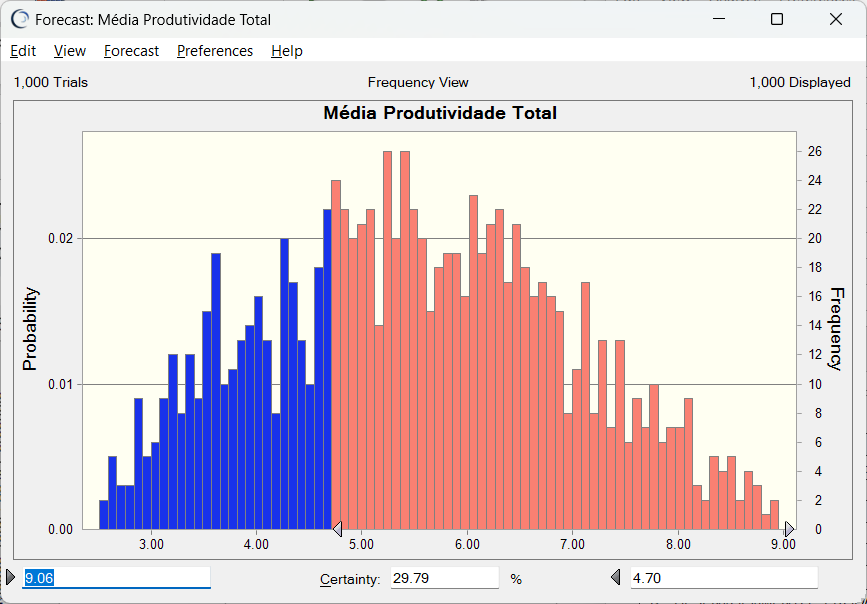 Forecast: Média Produtividade Total
Edit View Forecast Preferences Help
1,000 Trials Frequency View 1,000 Displayed
Média Produtividade Total
Probability
0.02
0.01
0.00
26
24
22
20
18
16
14
12
10
8
6
4
2
0
Frequency
3.00 4.00 5.00 6.00 7.00 8.00 9.00
9.06 Certainty: 29.79 % 4.70